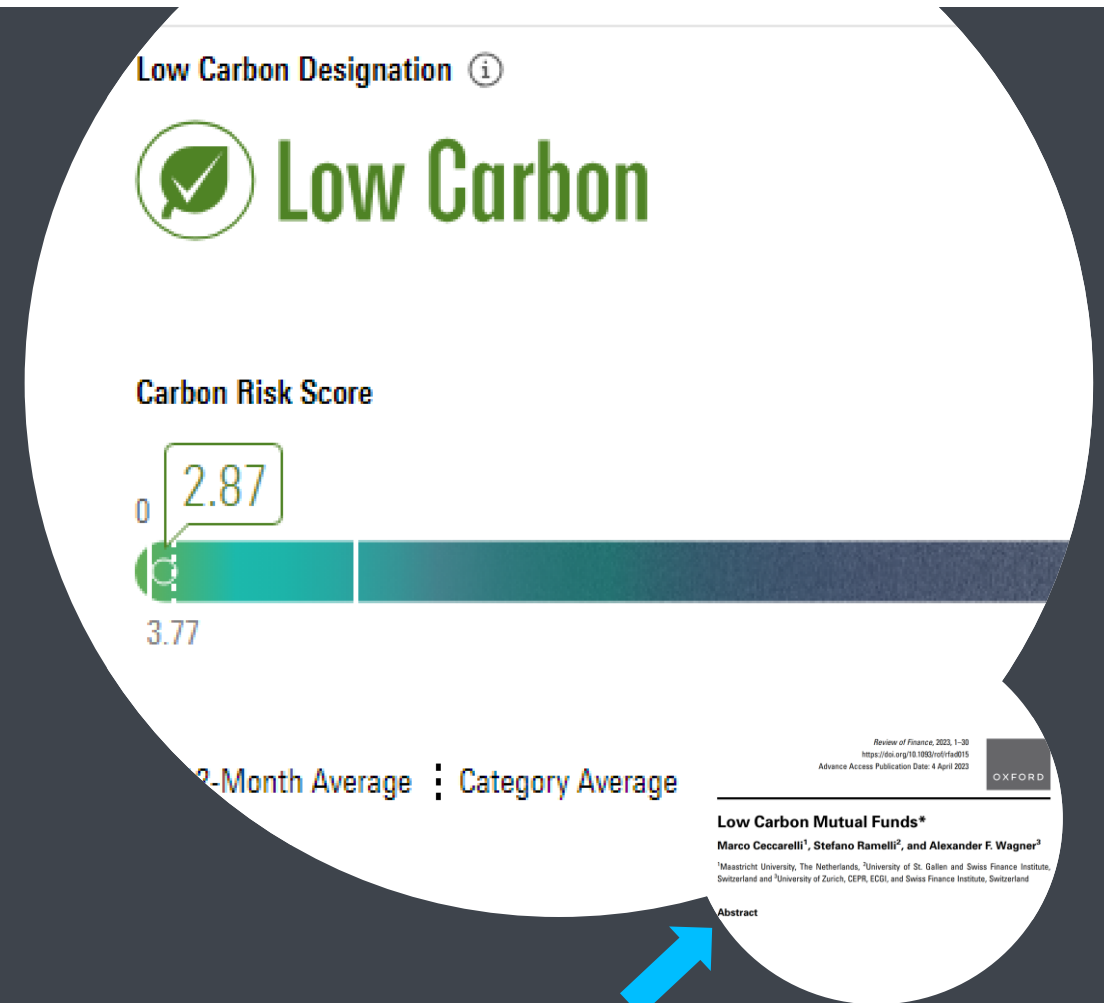 Low Carbon Designation i
Low Carbon
Carbon Risk Score
2.87
0
3.77
2-Month Average Category Average
Review of Finance, 2023, 1–30
https://doi.org/10.1093/rof/rfad015
Advance Access Publication Date: 4 April 2023
OXFORD
Low Carbon Mutual Funds*
Marco Ceccarelli1, Stefano Ramelli2, and Alexander F. Wagner3
1Maastricht University, The Netherlands, 2University of St. Gallen and Swiss Finance Institute,
Switzerland and 3University of Zurich, CEPR, ECGI, and Swiss Finance Institute, Switzerland
Abstract